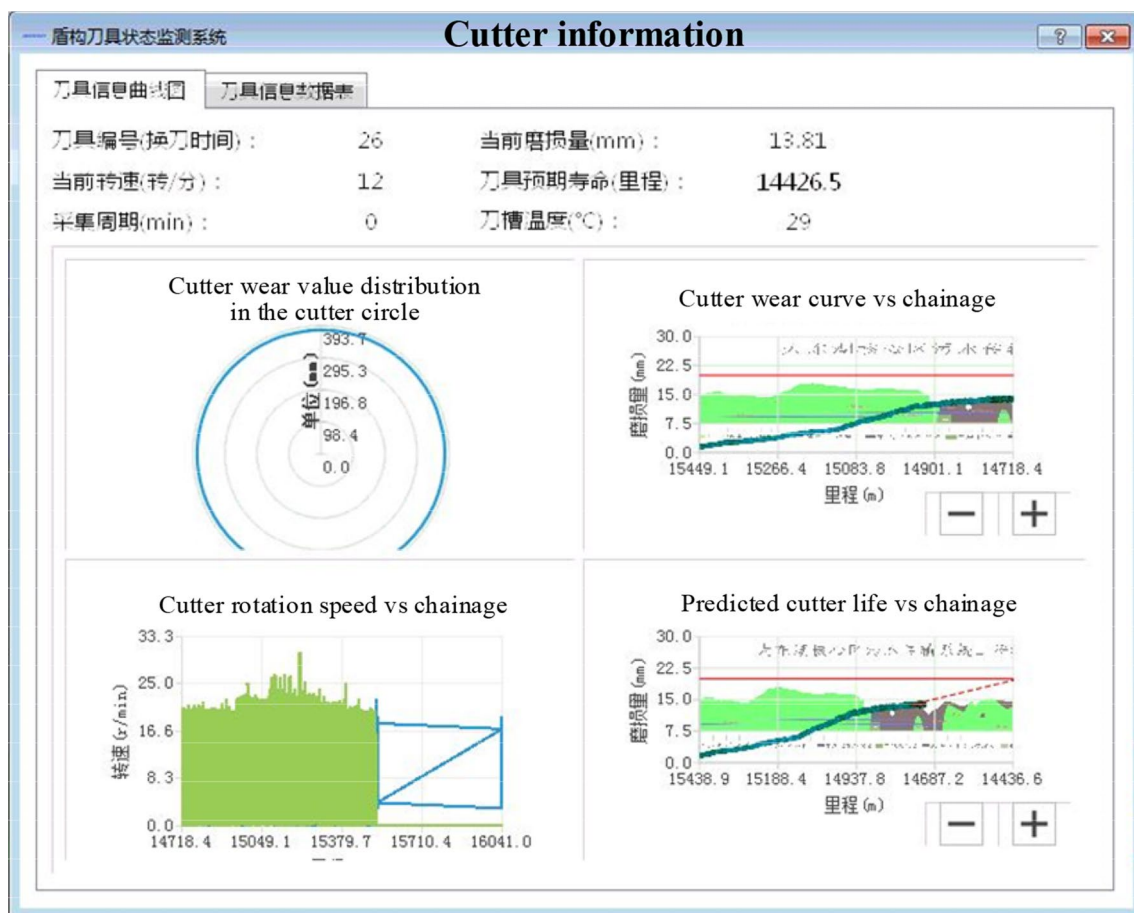 盾构刀具状态监测系统
Cutter information
刀具信息曲线图
刀具信息数据表
刀具编号(换刀时间)： 26 当前磨损量(mm)： 13.81
当前转速(转/分)： 12 刀具预期寿命(里程)： 14426.5
采集周期(min)： 0 刀槽温度(℃)： 29
Cutter wear value distribution
in the cutter circle
393.7
295.3
196.8
98.4
0.0
单位(mm)
Cutter wear curve vs chainage
30.0
22.5
15.0
7.5
0.0
磨损量(mm)
15449.1 15266.4 15083.8 14901.1 14718.4
里程(m)
Cutter rotation speed vs chainage
33.3
25.0
16.6
8.3
0.0
转速(r/min)
14718.4 15049.1 15379.7 15710.4 16041.0
Predicted cutter life vs chainage
30.0
22.5
15.0
7.5
0.0
磨损量(mm)
15438.9 15188.4 14937.8 14687.2 14436.6
里程(m)